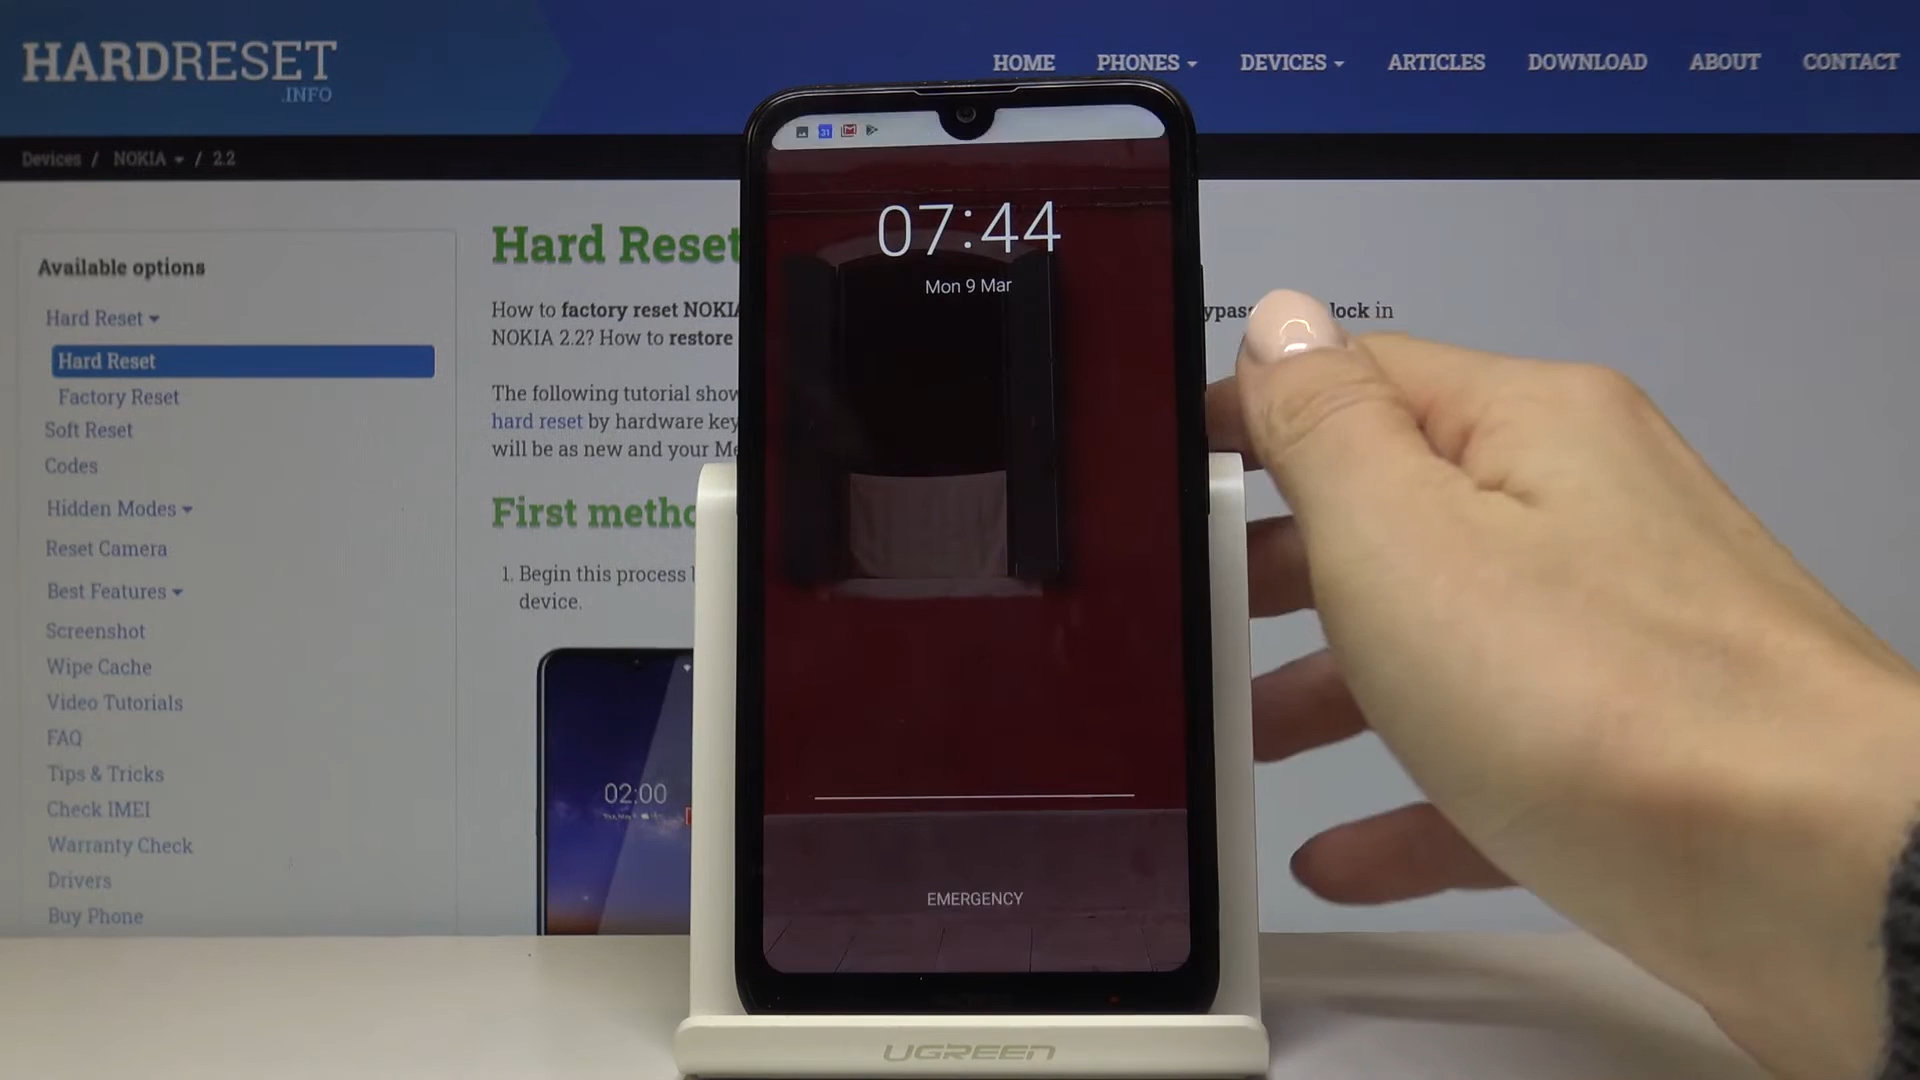 HARDRESET
.INFO
HOME PHONES DEVICES ARTICLES DOWNLOAD ABOUT CONTACT
Devices / NOKIA / 2.2
Available options
Hard Reset
Hard Reset
Factory Reset
Soft Reset
Codes
Hidden Modes
Reset Camera
Best Features
Screenshot
Wipe Cache
Video Tutorials
FAQ
Tips & Tricks
Check IMEI
Warranty Check
Drivers
Buy Phone
Hard Reset
How to factory reset NOKIA lock in
NOKIA 2.2? How to restore
The following tutorial show
hard reset by hardware key
will be as new and your Me
First metho
1. Begin this process
device.
02:00
31
07:44
Mon 9 Mar
EMERGENCY
UGREEN